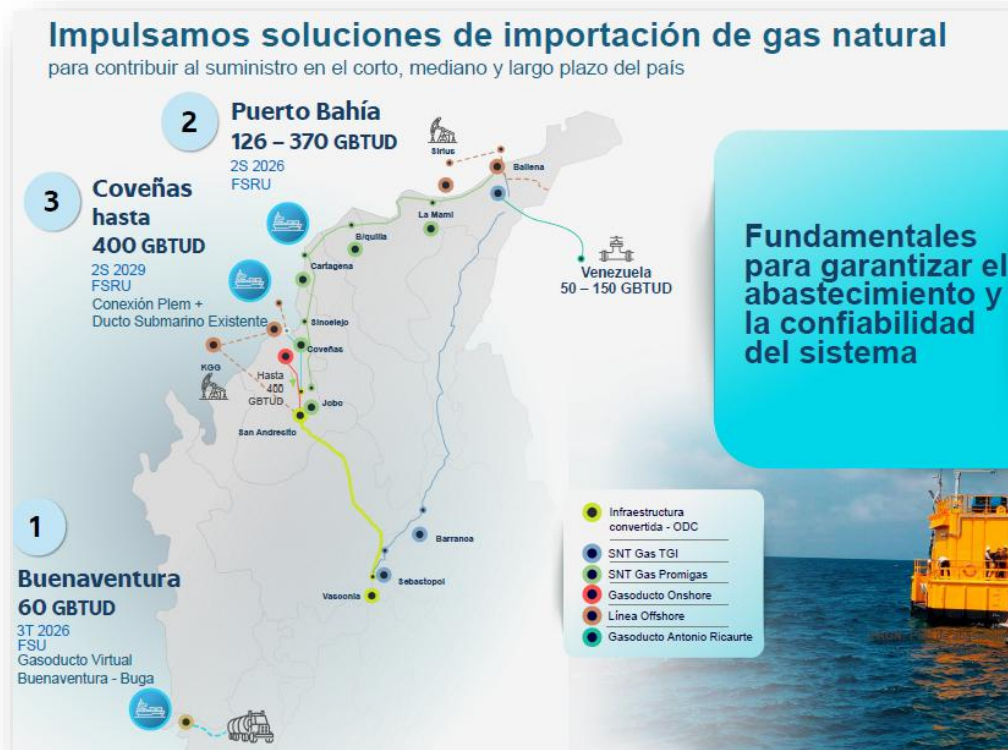 Impulsamos soluciones de importación de gas natural
para contribuir al suministro en el corto, mediano y largo plazo del país
2
Puerto Bahía
126 – 370 GBTUD
2S 2026
FSRU
3
Coveñas
hasta
400 GBTUD
2S 2029
FSRU
Conexión Plem +
Ducto Submarino Existente
Sirius
Ballena
La Mami
Venezuela
50 – 150 GBTUD
Cartagena
Sincelejo
Coveñas
KGG
Hasta
400
GBTUD
Jobo
San Andresito
1
Buenaventura
60 GBTUD
3T 2026
FSU
Gasoducto Virtual
Buenaventura - Buga
Barranca
Sebastopol
Vasconia
Fundamentales
para garantizar el
abastecimiento y
la confiabilidad
del sistema
Infraestructura
convertida - ODC
SNT Gas TGI
SNT Gas Promigas
Gasoducto Onshore
Línea Offshore
Gasoducto Antonio Ricaurte